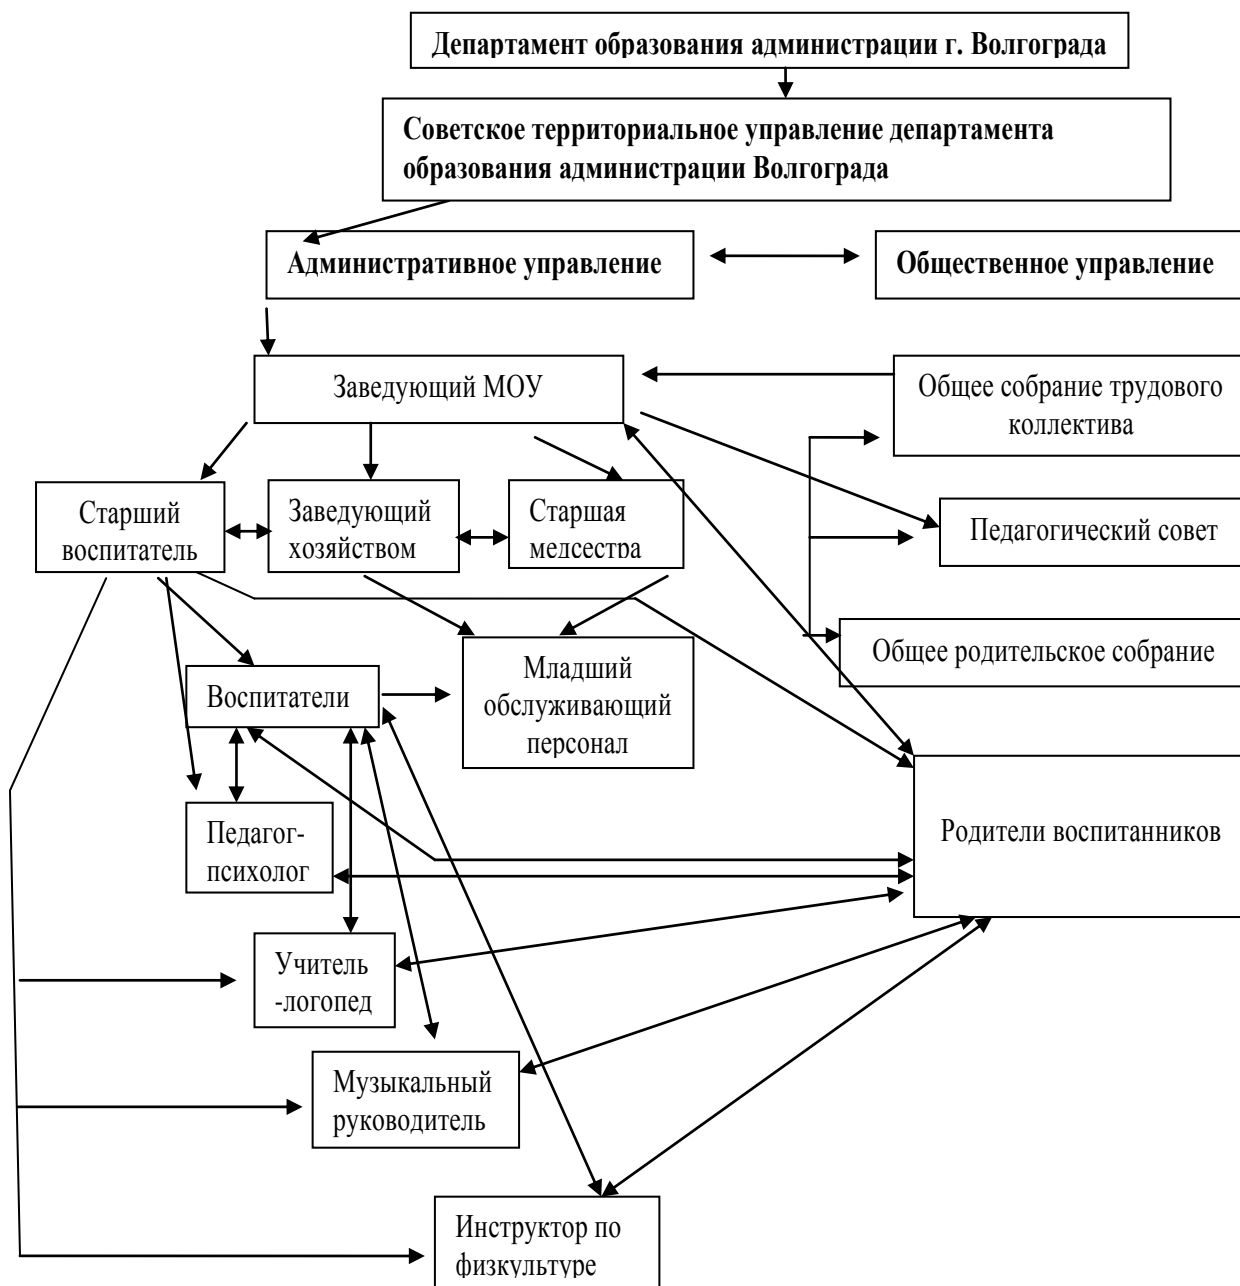 Департамент образования администрации г. Волгограда
Советское территориальное управление департамента
образования администрации Волгограда
Административное управление
Общественное управление
Заведующий МОУ
Общее собрание трудового
коллектива
Старший
воспитатель
Заведующий
хозяйством
Старшая
медсестра
Педагогический совет
Общее родительское собрание
Воспитатели
Младший
обслуживающий
персонал
Педагог-
психолог
Родители воспитанников
Учитель
-логопед
Музыкальный
руководитель
Инструктор по
физкультуре